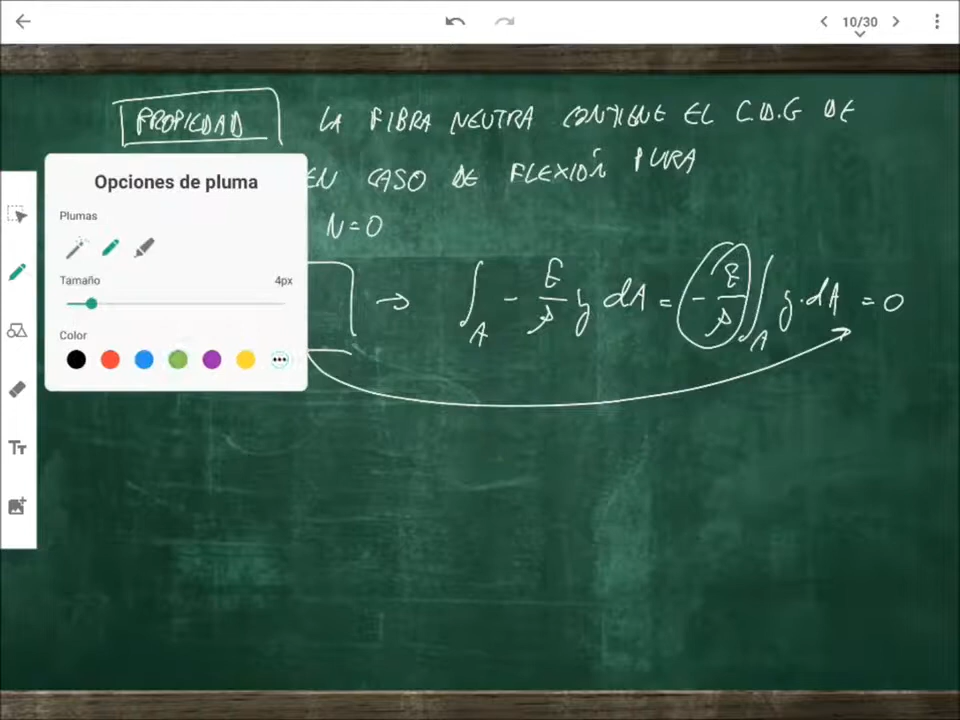 10/30
PROPIEDAD LA FIBRA NEUTRA CONTIENE EL C.D.G DE
EN CASO DE FLEXIÓN PURA
N=0
∫A - E/ρ y dA = (- E/ρ) ∫A y·dA = 0
Opciones de pluma
Plumas
Tamaño 4px
Color
Tт